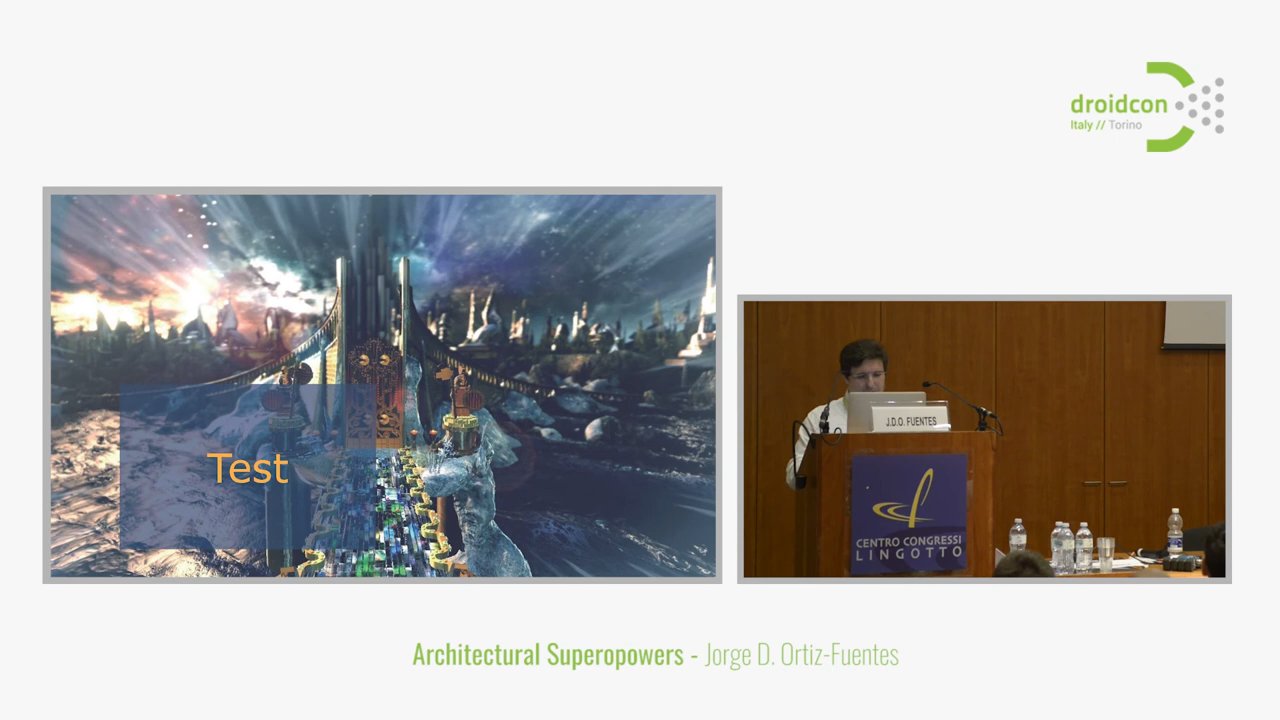 droidcon
Italy // Torino
Test
J.D.O. FUENTES
CENTRO CONGRESSI
LINGOTTO
Architectural Superopowers - Jorge D. Ortiz-Fuentes